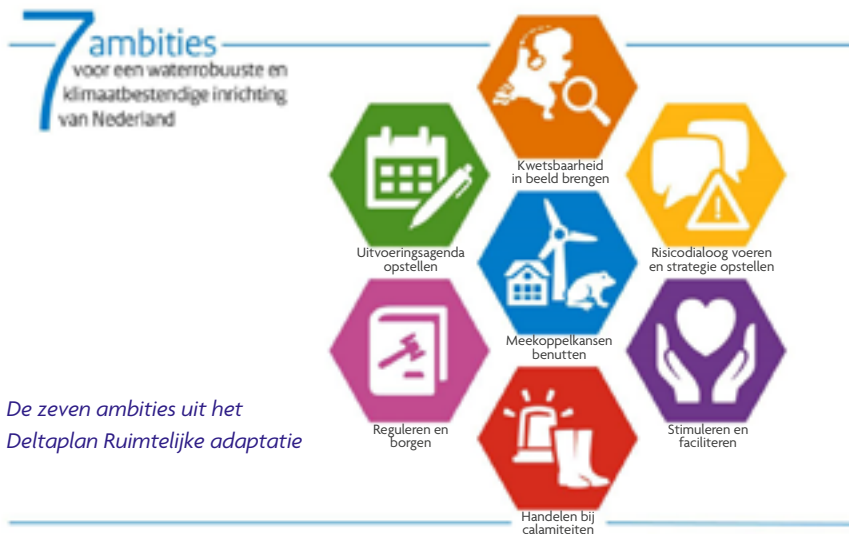 7 ambities
voor een waterrobuuste en
klimaatbestendige inrichting
van Nederland
Kwetsbaarheid
in beeld brengen
Uitvoeringsagenda
opstellen
Risicodialoog voeren
en strategie opstellen
Meekoppelkansen
benutten
Reguleren en
borgen
Stimuleren en
faciliteren
Handelen bij
calamiteiten
De zeven ambities uit het
Deltaplan Ruimtelijke adaptatie